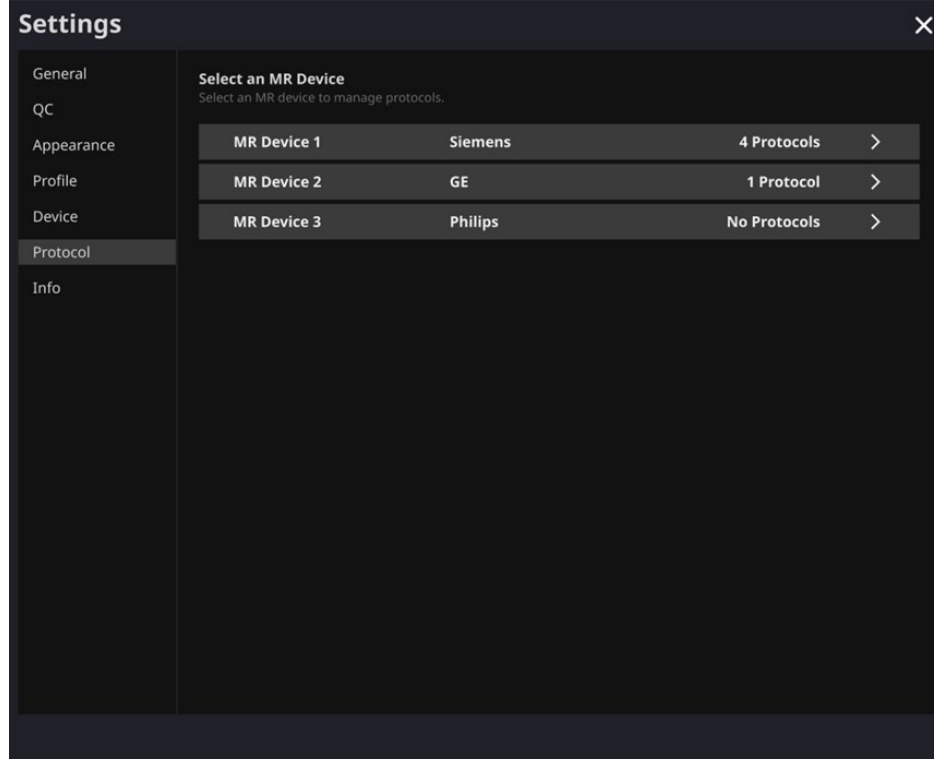 Settings
General
QC
Appearance
Profile
Device
Protocol
Info
Select an MR Device
Select an MR device to manage protocols.
MR Device 1 Siemens 4 Protocols
MR Device 2 GE 1 Protocol
MR Device 3 Philips No Protocols